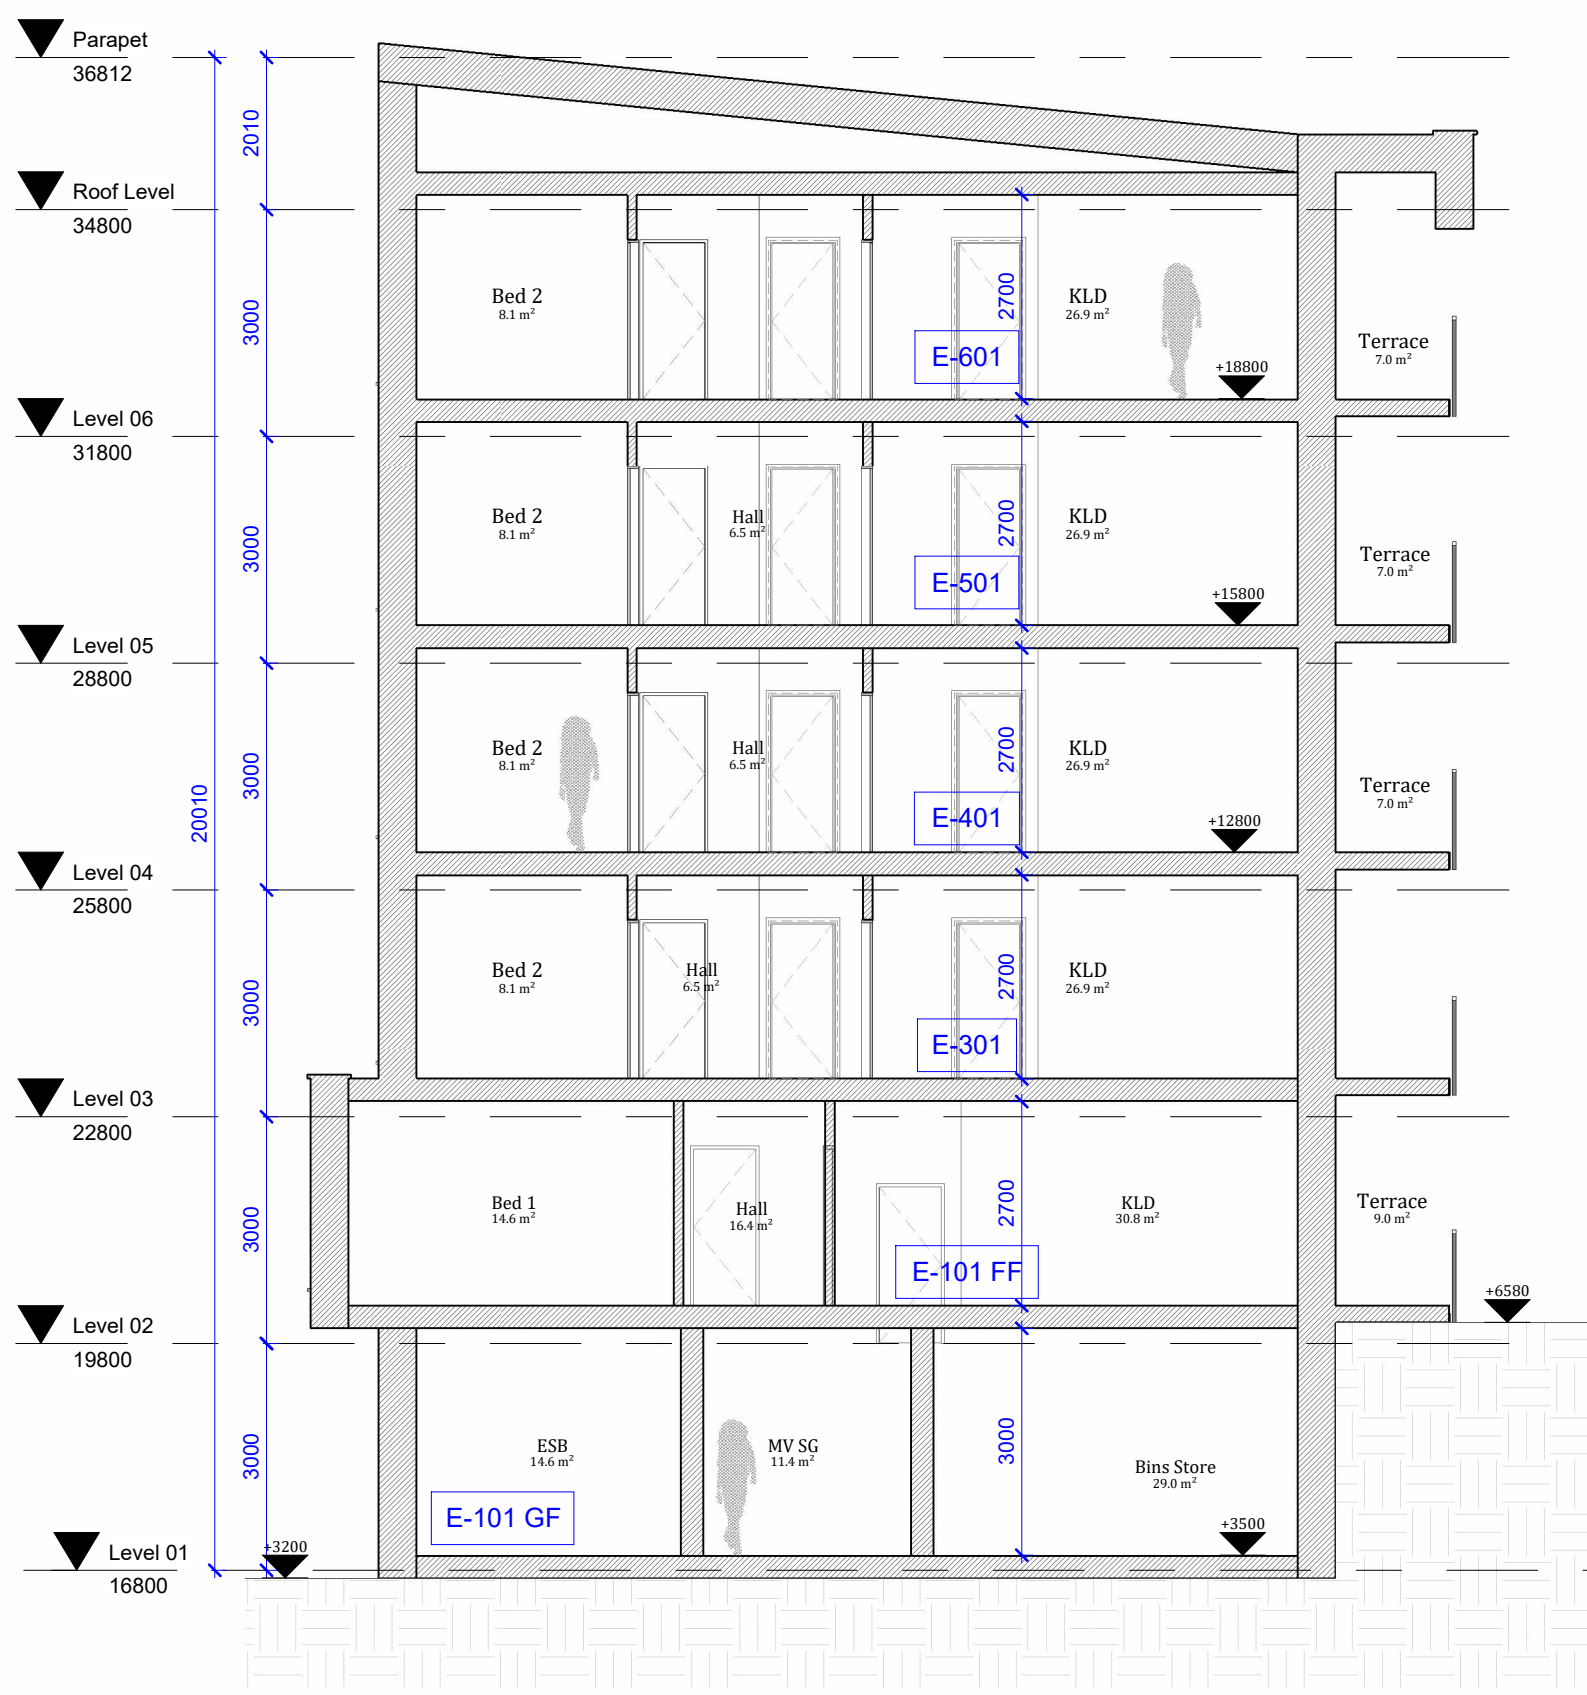 Parapet
36812
2010
Roof Level
34800
3000
Bed 2
8.1 m²
2700
KLD
26.9 m²
E-601
Terrace
7.0 m²
+18800
Level 06
31800
3000
Bed 2
8.1 m²
Hall
6.5 m²
2700
KLD
26.9 m²
E-501
Terrace
7.0 m²
+15800
Level 05
28800
3000
20010
Bed 2
8.1 m²
Hall
6.5 m²
2700
KLD
26.9 m²
E-401
Terrace
7.0 m²
+12800
Level 04
25800
3000
Bed 2
8.1 m²
Hall
6.5 m²
2700
KLD
26.9 m²
E-301
Level 03
22800
3000
Bed 1
14.6 m²
Hall
16.4 m²
2700
KLD
30.8 m²
Terrace
9.0 m²
E-101 FF
+6580
Level 02
19800
3000
ESB
14.6 m²
MV SG
11.4 m²
3000
Bins Store
29.0 m²
E-101 GF
+3500
+3200
Level 01
16800